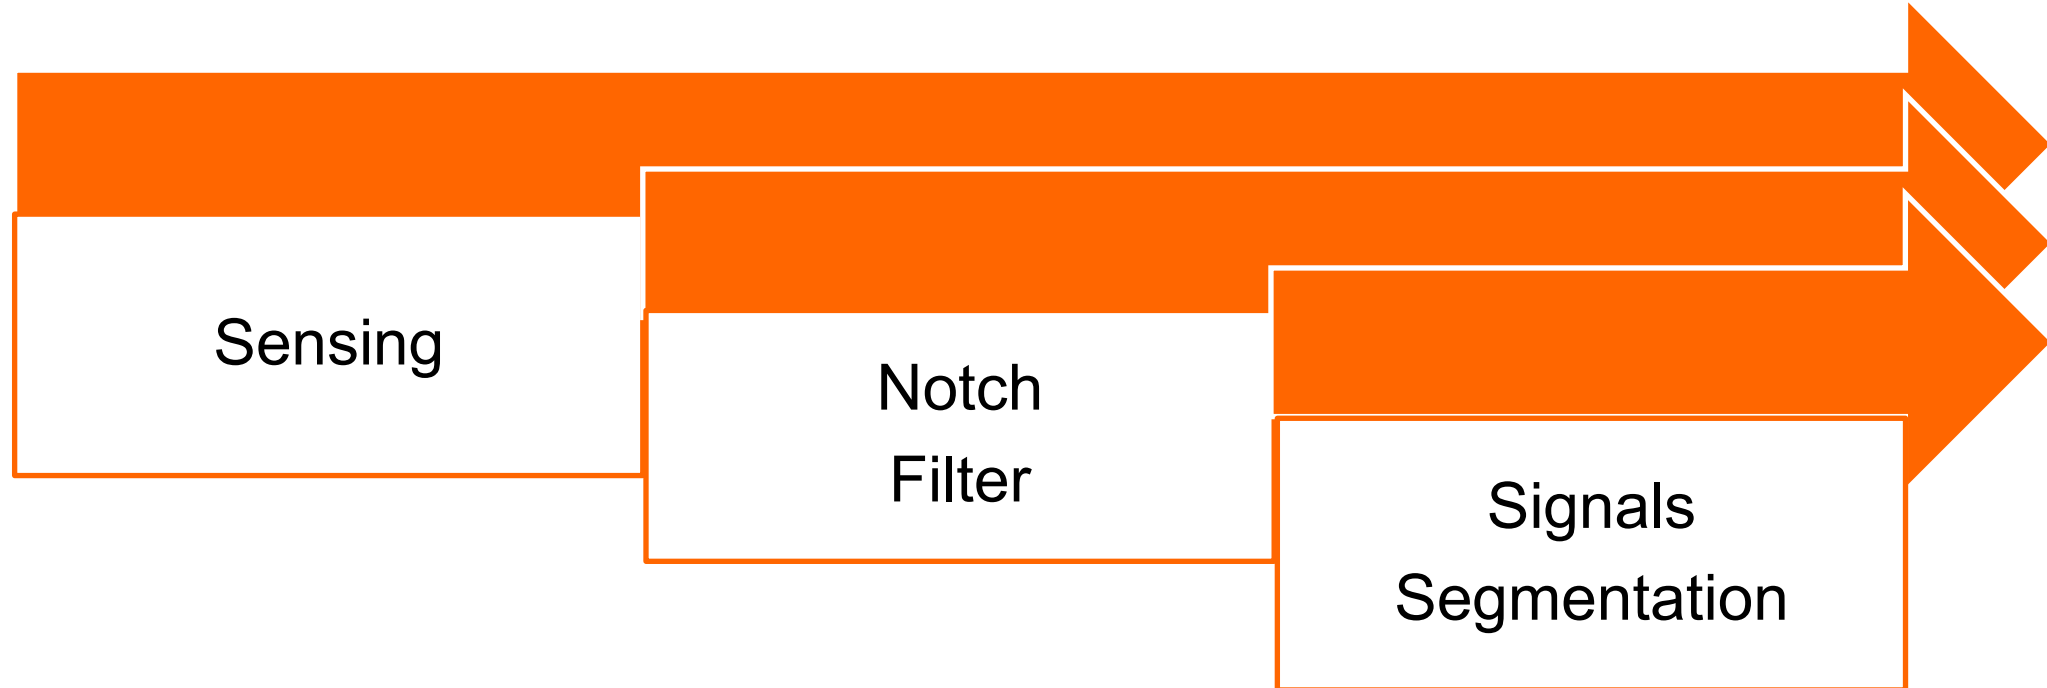 Sensing
Notch
Filter
Signals
Segmentation